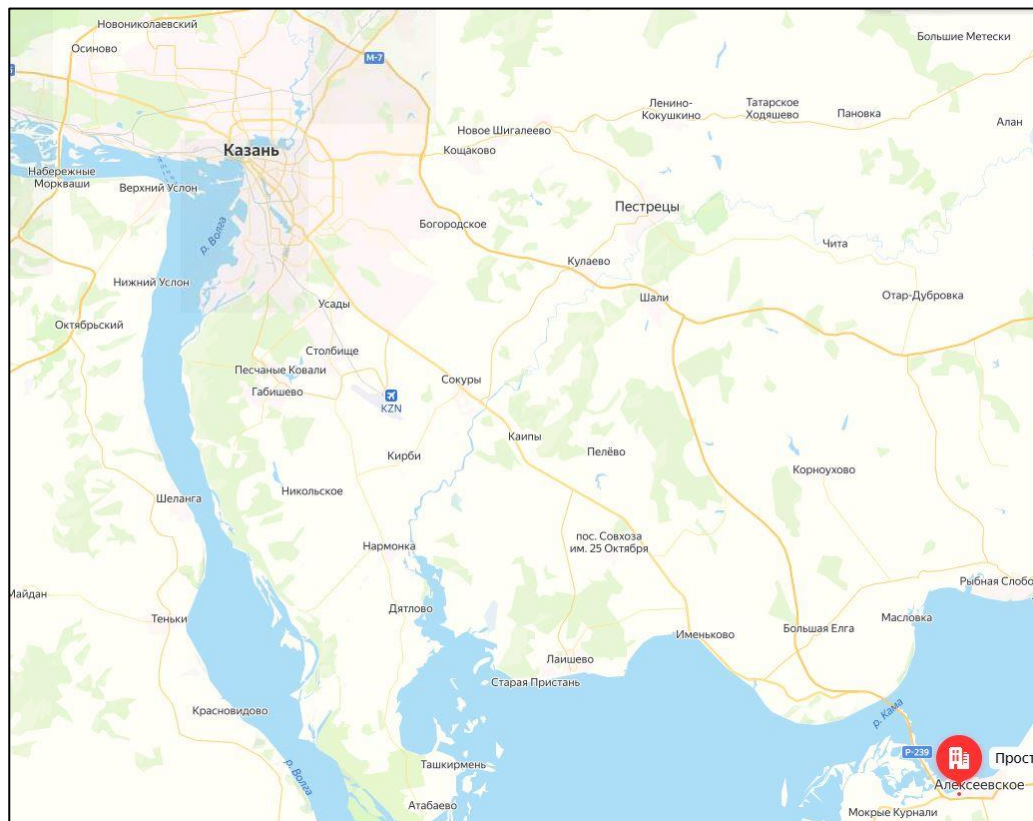 Новониколаевский
Большие Метески
Осиново
М-7
Ленино-
Кокушкино
Татарское
Ходяшево
Пановка
Алан
Новое Шигалеево
Казань
Кощаково
Набережные
Моркваши
Верхний Услон
Пестрецы
Богородское
р. Волга
Чита
Кулаево
Нижний Услон
Шали
Отар-Дубровка
Усады
Октябрьский
Столбище
Песчаные Ковали
Сокуры
Габишево
KZN
Каипы
Кирби
Пелёво
Корноухово
Никольское
Шеланга
пос. Совхоза
им. 25 Октября
Нармонка
Рыбная Слобо
Майдан
Дятлово
Теньки
Масловка
Большая Елга
Именьково
Лаишево
Старая Пристань
Красновидово
р. Кама
Р-239
Прост
Ташкирмень
р. Волга
Алексеевское
Атабаево
Мокрые Курнали